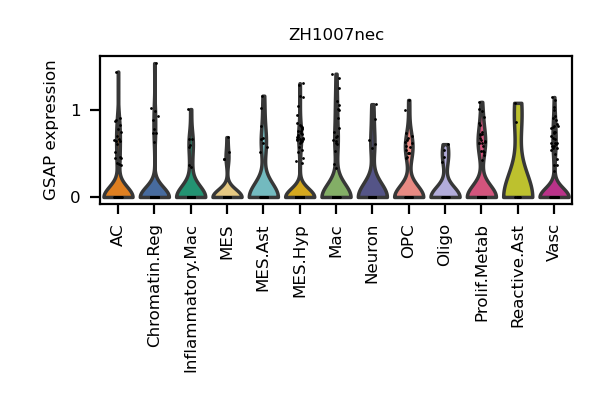 ZH1007nec
GSAP expression
1
0
AC
Chromatin.Reg
Inflammatory.Mac
MES
MES.Ast
MES.Hyp
Mac
Neuron
OPC
Oligo
Prolif.Metab
Reactive.Ast
Vasc